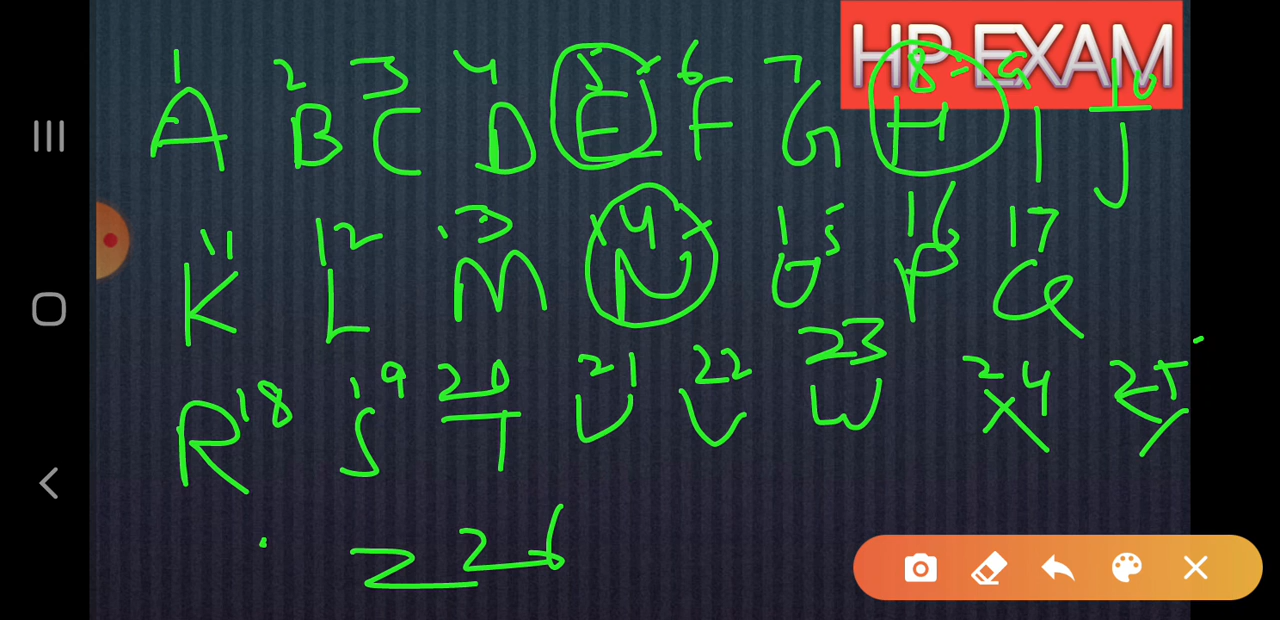 HP EXAM
1 2 3 4 5 6 7 8 9 10
A B C D E F G H I J
11 12 13 14 15 16 17
K L M N O P Q
18 19 20 21 22 23 24 25
R S T U V W X Y
Z 26